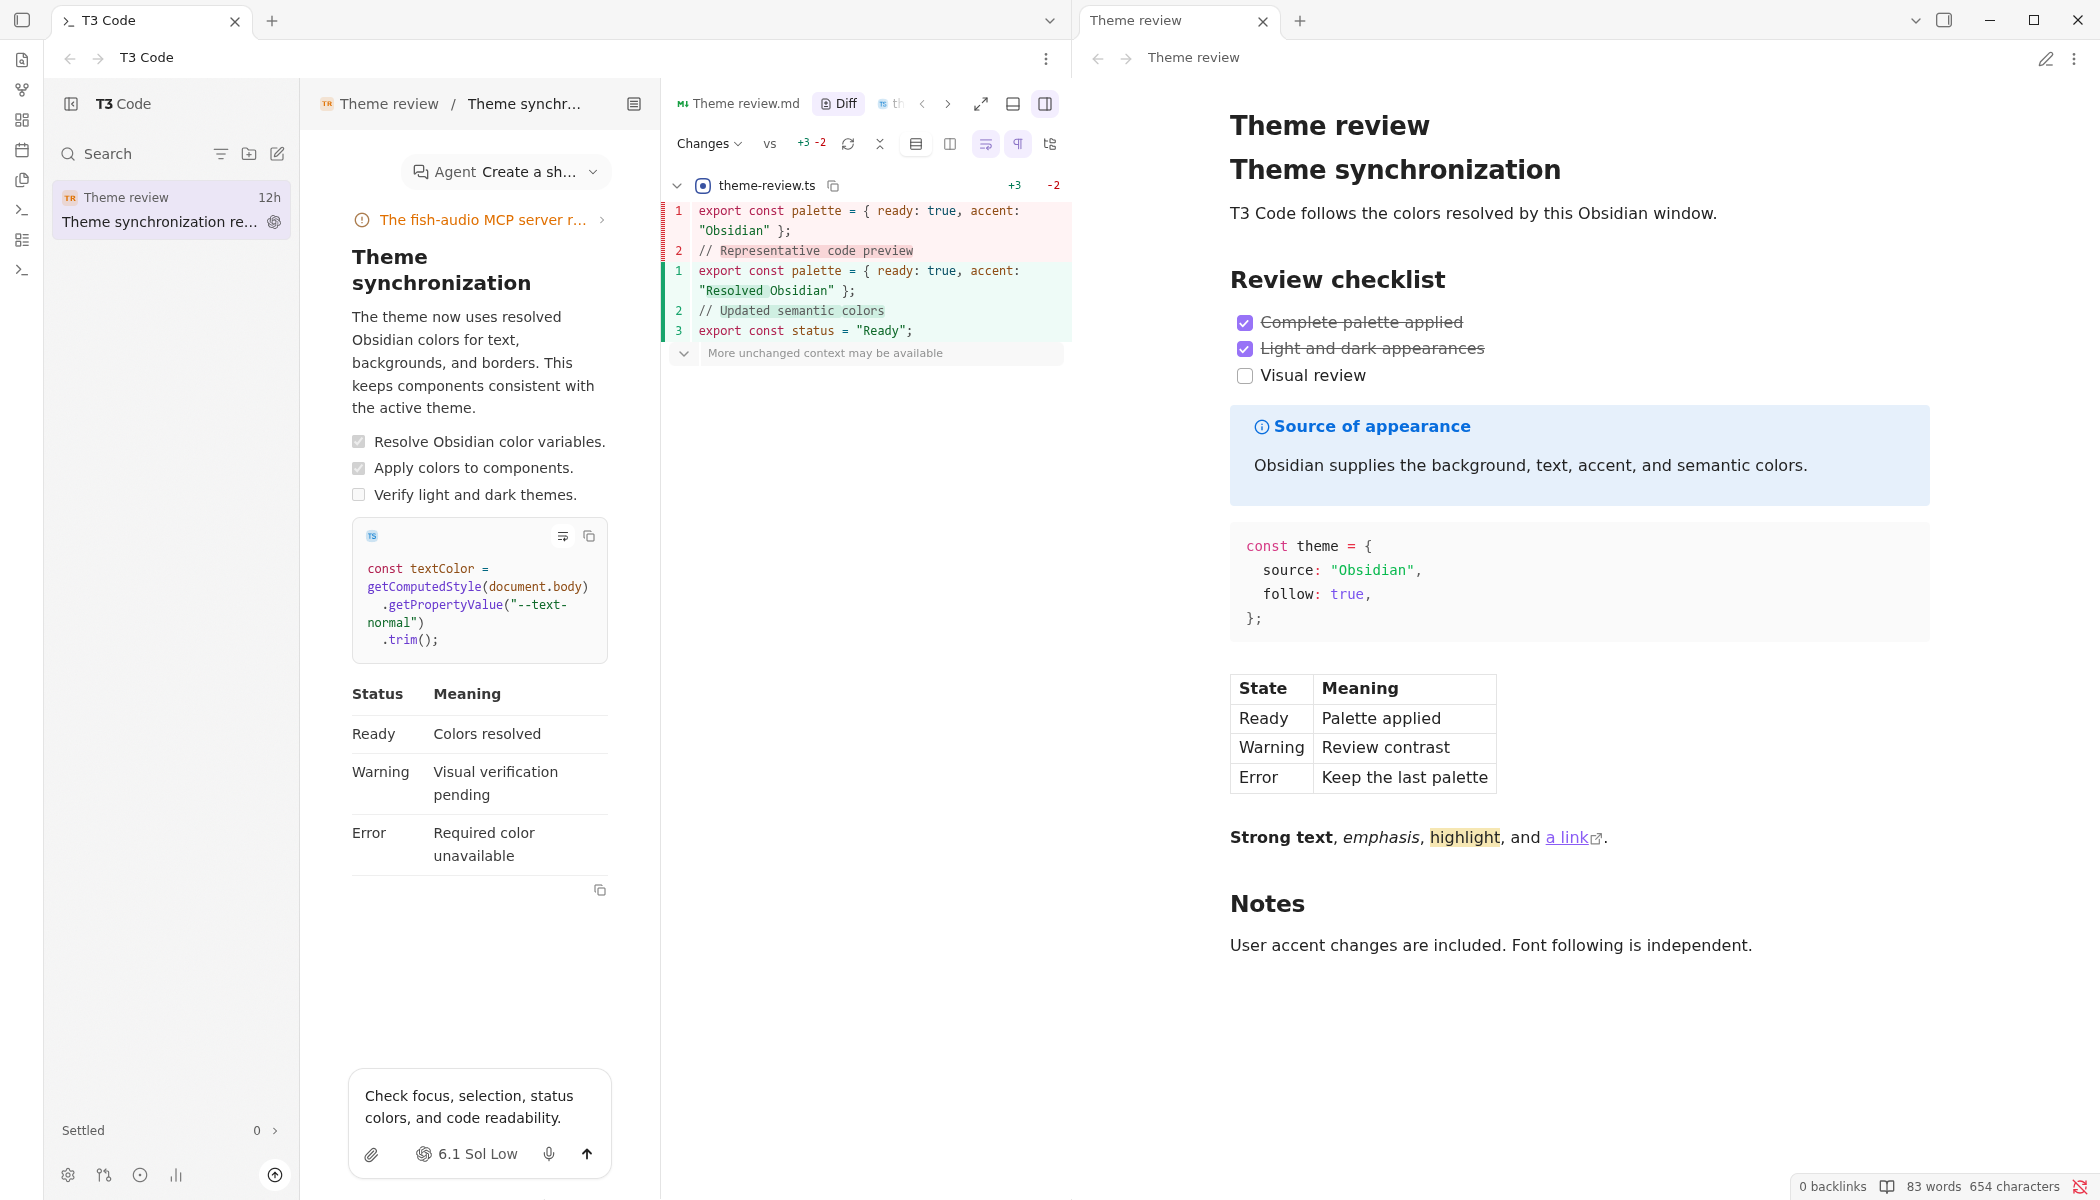 T3 Code
Theme review
T3 Code
Theme review
T3 Code
Search
TR Theme review 12h
Theme synchronization re...
Settled 0
TR Theme review / Theme synchr...
Agent Create a sh...
The fish-audio MCP server r...
Theme
synchronization
The theme now uses resolved
Obsidian colors for text,
backgrounds, and borders. This
keeps components consistent with
the active theme.
Resolve Obsidian color variables.
Apply colors to components.
Verify light and dark themes.
TS
const textColor =
getComputedStyle(document.body)
.getPropertyValue("--text-
normal")
.trim();
Status Meaning
Ready Colors resolved
Warning Visual verification
pending
Error Required color
unavailable
Check focus, selection, status
colors, and code readability.
6.1 Sol Low
M Theme review.md Diff TS th
Changes vs +3 -2
theme-review.ts +3 -2
1 export const palette = { ready: true, accent:
"Obsidian" };
2 // Representative code preview
1 export const palette = { ready: true, accent:
"Resolved Obsidian" };
2 // Updated semantic colors
3 export const status = "Ready";
More unchanged context may be available
Theme review
Theme synchronization
T3 Code follows the colors resolved by this Obsidian window.
Review checklist
Complete palette applied
Light and dark appearances
Visual review
Source of appearance
Obsidian supplies the background, text, accent, and semantic colors.
const theme = {
source: "Obsidian",
follow: true,
};
State Meaning
Ready Palette applied
Warning Review contrast
Error Keep the last palette
Strong text, emphasis, highlight, and a link.
Notes
User accent changes are included. Font following is independent.
0 backlinks 83 words 654 characters